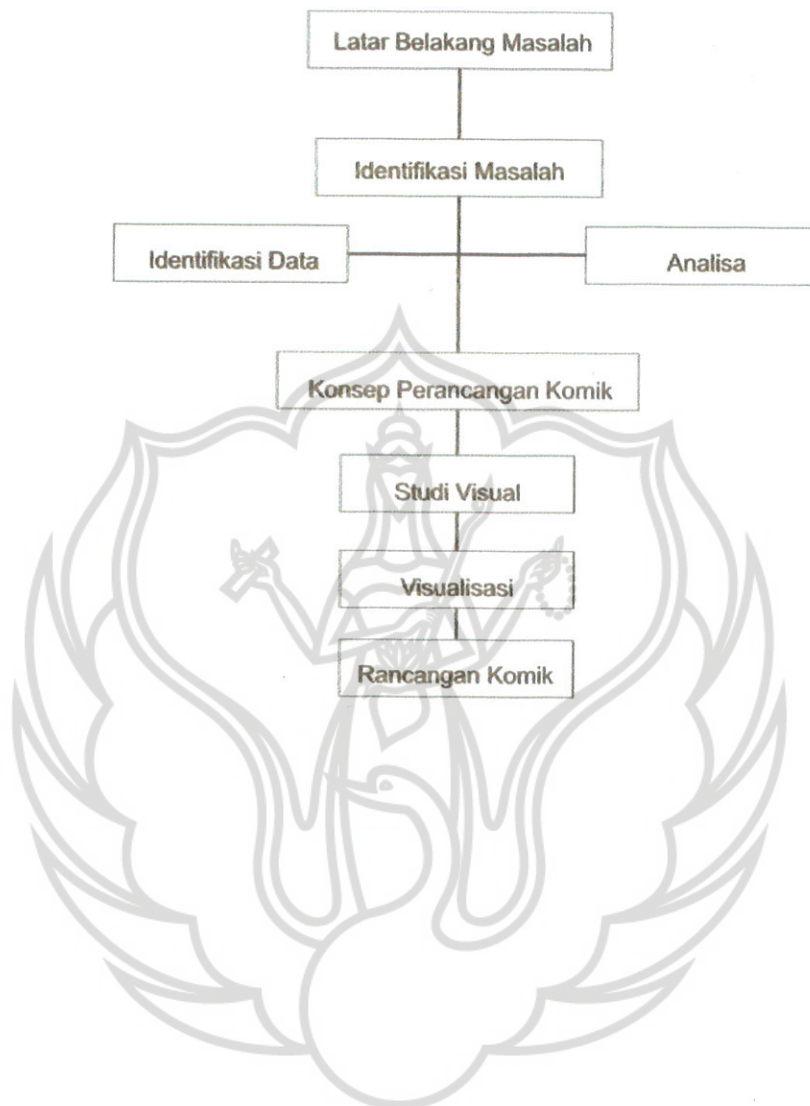 Latar Belakang Masalah
Identifikasi Masalah
Identifikasi Data
Analisa
Konsep Perancangan Komik
Studi Visual
Visualisasi
Rancangan Komik